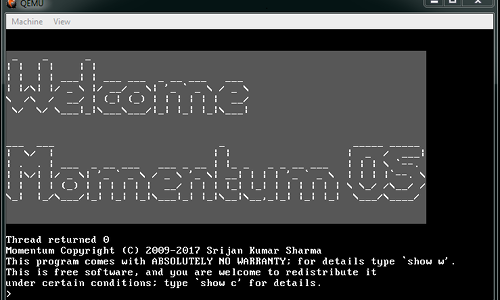 QEMU
Machine View
Welcome
Momentum OS
Thread returned 0
Momentum Copyright (C) 2009-2017 Srijan Kumar Sharma
This program comes with ABSOLUTELY NO WARRANTY; for details type `show w'.
This is free software, and you are welcome to redistribute it
under certain conditions; type `show c' for details.
>